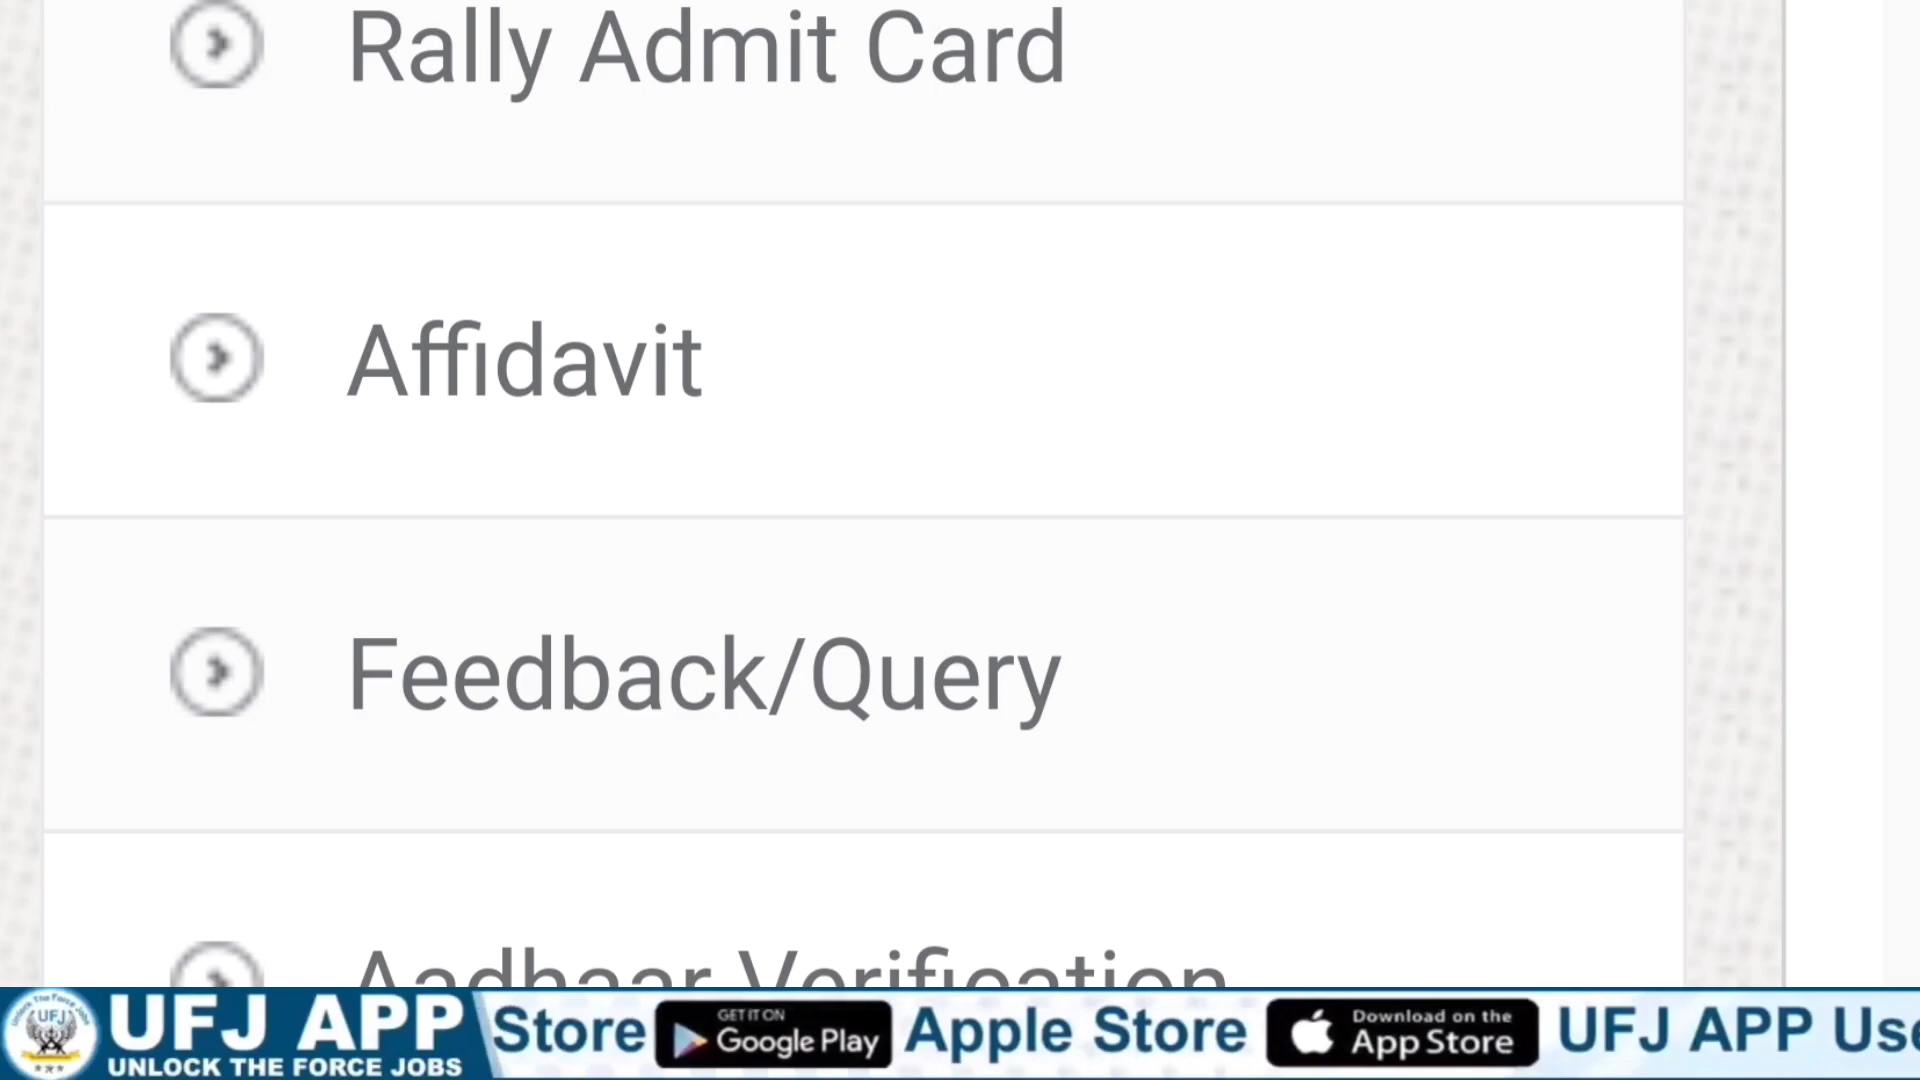 Rally Admit Card
Affidavit
Feedback/Query
Aadhaar Verification
UFJ
UFJ APP
UNLOCK THE FORCE JOBS
Store
GET IT ON
Google Play
Apple Store
Download on the
App Store
UFJ APP